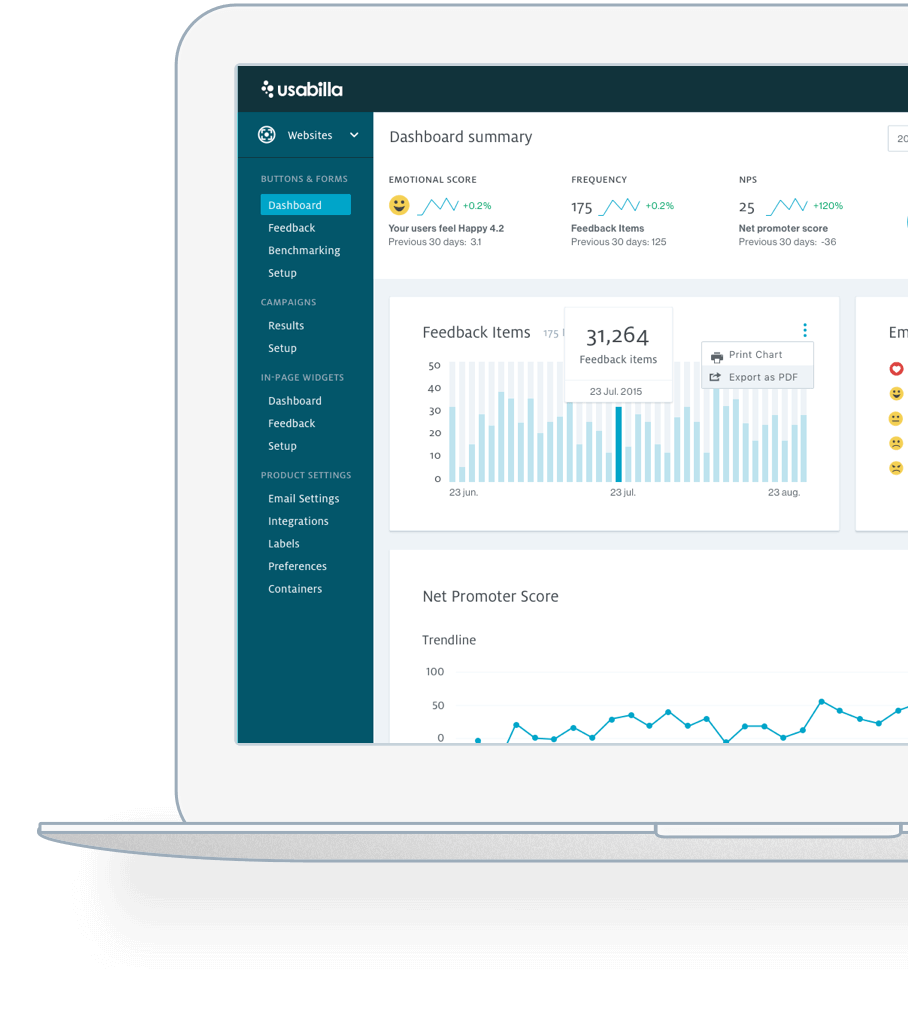 usabilla
Websites
Dashboard summary
20
BUTTONS & FORMS
Dashboard
Feedback
Benchmarking
Setup
CAMPAIGNS
Results
Setup
IN-PAGE WIDGETS
Dashboard
Feedback
Setup
PRODUCT SETTINGS
Email Settings
Integrations
Labels
Preferences
Containers
EMOTIONAL SCORE
+0.2%
Your users feel Happy 4.2
Previous 30 days: 3.1
FREQUENCY
175 +0.2%
Feedback Items
Previous 30 days: 125
NPS
25 +120%
Net promoter score
Previous 30 days: -36
Feedback Items 175
31,264
Feedback items
23 Jul. 2015
Print Chart
Export as PDF
50
40
30
20
10
0
23 jun. 23 jul. 23 aug.
Em
Net Promoter Score
Trendline
100
50
0